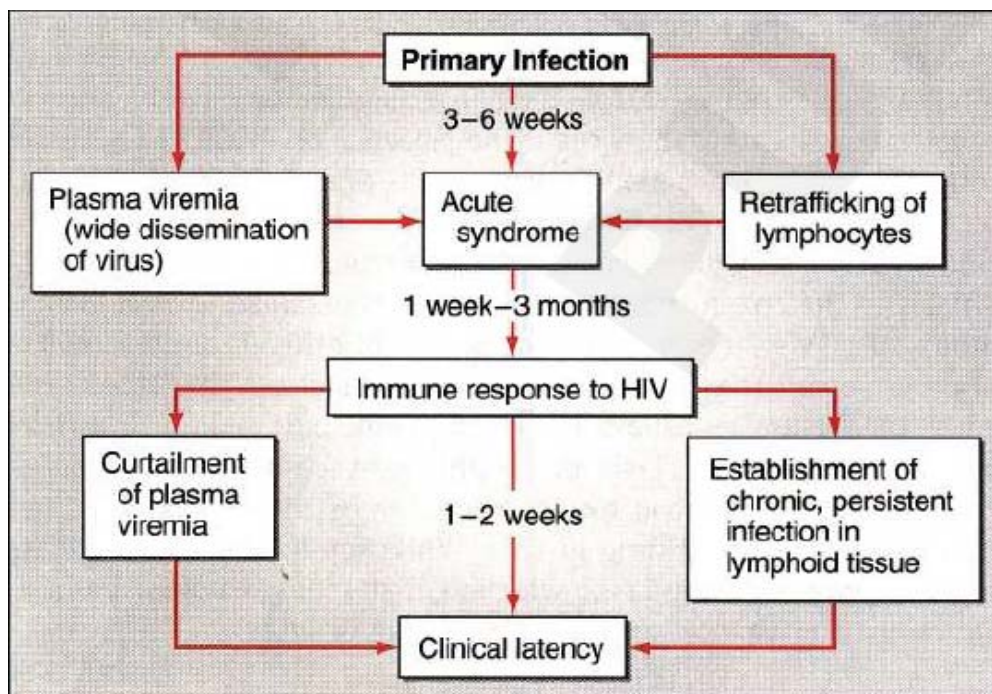 Primary Infection
3–6 weeks
Plasma viremia
(wide dissemination
of virus)
Acute
syndrome
Retrafficking of
lymphocytes
1 week–3 months
Immune response to HIV
Curtailment
of plasma
viremia
1–2 weeks
Establishment of
chronic, persistent
infection in
lymphoid tissue
Clinical latency